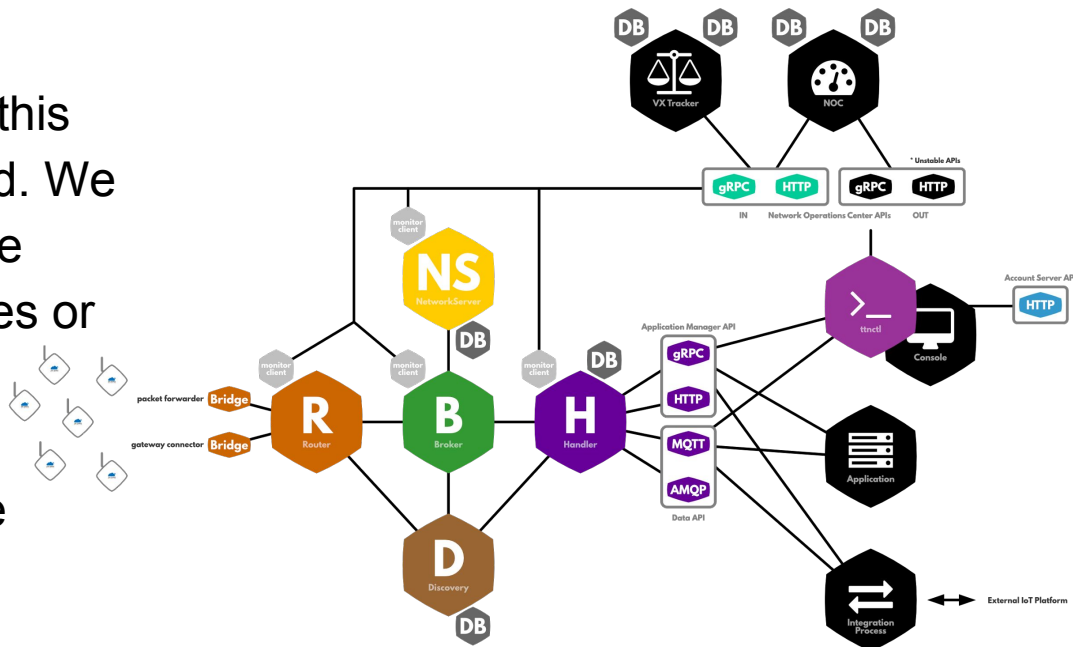 this
d. We
e
es or
e
DB
DB
DB
DB
VX Tracker
NOC
* Unstable APIs
gRPC
HTTP
gRPC
HTTP
IN
Network Operations Center APIs
OUT
monitor client
NS
NetworkServer
DB
Account Server AP
HTTP
>_
ttnctl
Console
Application Manager API
gRPC
HTTP
monitor client
monitor client
monitor client
DB
packet forwarder
Bridge
gateway connector
Bridge
R
Router
B
Broker
H
Handler
MQTT
AMQP
Data API
Application
D
Discovery
DB
Integration
Process
External IoT Platform